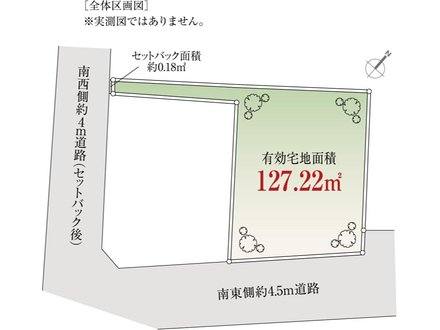 [全体区画図]
※実測図ではありません。
セットバック面積
約0.18㎡
N
南西側約4m道路(セットバック後)
有効宅地面積
127.22㎡
南東側約4.5m道路